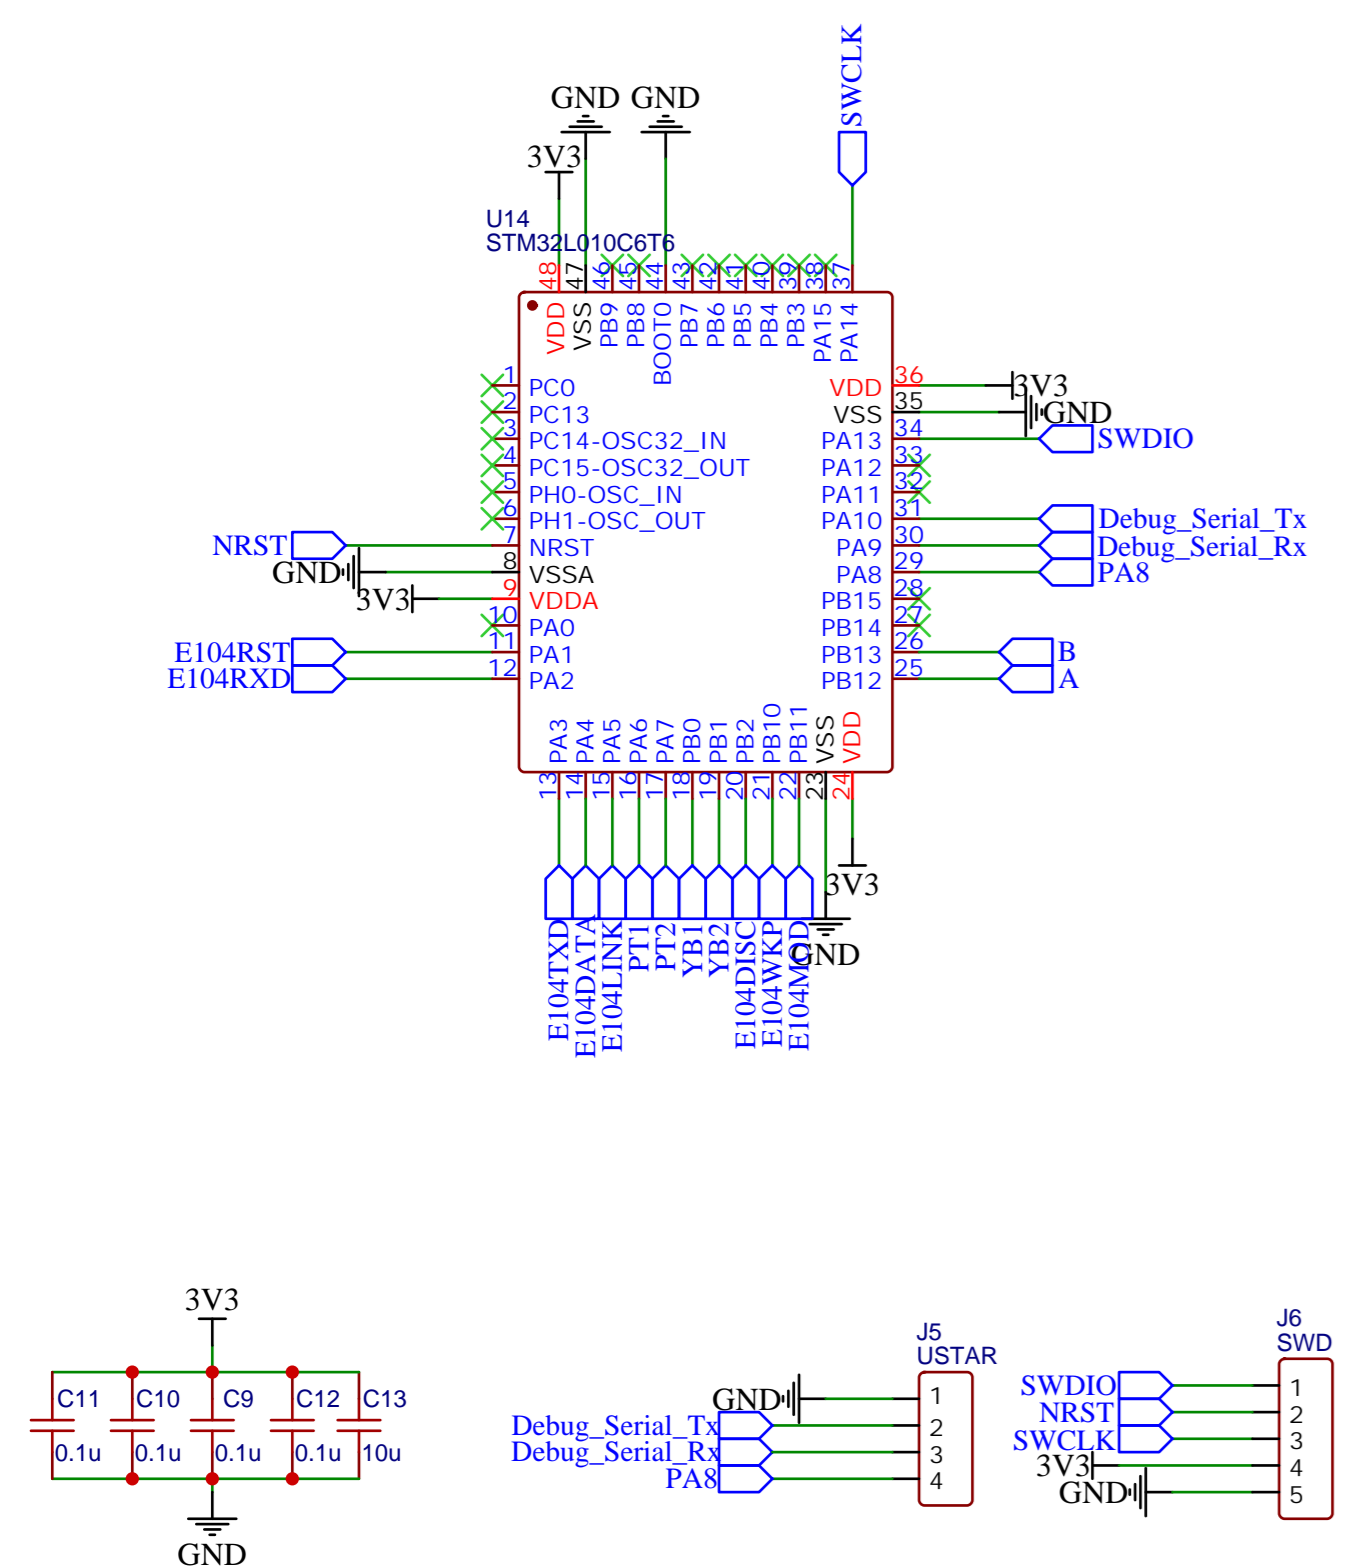 SWCLK
GND GND
3V3
U14
STM32L010C6T6
48 47 46 45 44 43 42 41 40 39 38 37
VDD VSS PB9 PB8 BOOT0 PB7 PB6 PB5 PB4 PB3 PA15 PA14
1 PC0
2 PC13
3 PC14-OSC32_IN
4 PC15-OSC32_OUT
5 PH0-OSC_IN
6 PH1-OSC_OUT
NRST 7 NRST
GND 8 VSSA
3V3 9 VDDA
10 PA0
E104RST 11 PA1
E104RXD 12 PA2
VDD 36 3V3
VSS 35 GND
PA13 34 SWDIO
PA12 33
PA11 32
PA10 31 Debug_Serial_Tx
PA9 30 Debug_Serial_Rx
PA8 29 PA8
PB15 28
PB14 27
PB13 26 B
PB12 25 A
PA3 PA4 PA5 PA6 PA7 PB0 PB1 PB2 PB10 PB11 VSS VDD
13 14 15 16 17 18 19 20 21 22 23 24
E104TXD E104DATA E104LINK PT1 PT2 YB1 YB2 E104DISC E104WKP E104MOD GND 3V3
3V3
C11 C10 C9 C12 C13
0.1u 0.1u 0.1u 0.1u 10u
GND
J5
USTAR
GND 1
Debug_Serial_Tx 2
Debug_Serial_Rx 3
PA8 4
J6
SWD
SWDIO 1
NRST 2
SWCLK 3
3V3 4
GND 5